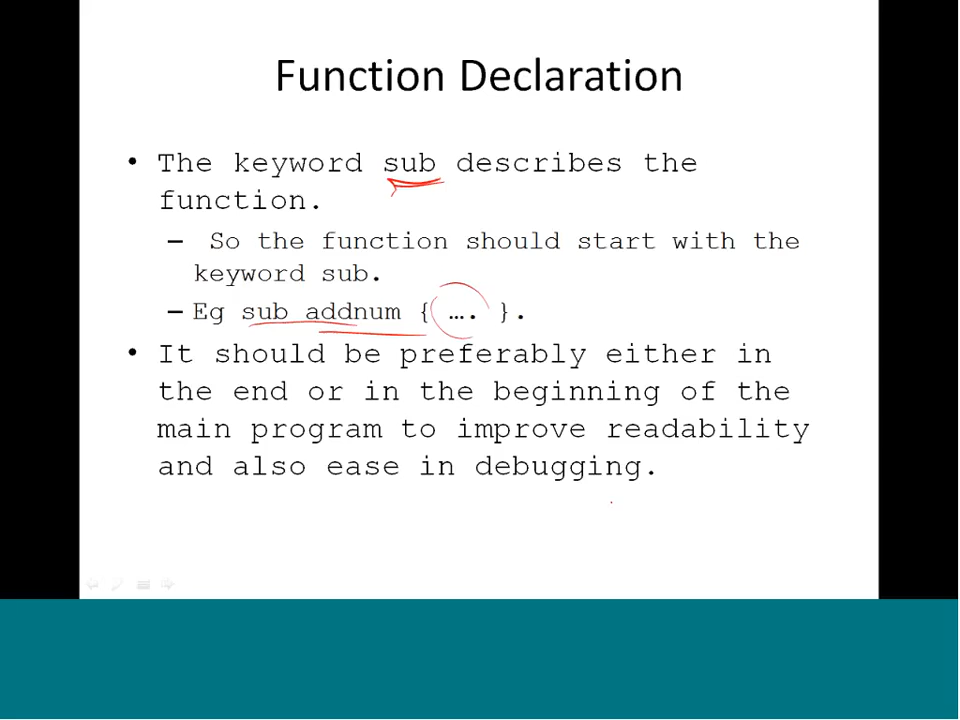 Function Declaration
• The keyword sub describes the
function.
– So the function should start with the
keyword sub.
– Eg sub addnum { …. }.
• It should be preferably either in
the end or in the beginning of the
main program to improve readability
and also ease in debugging.